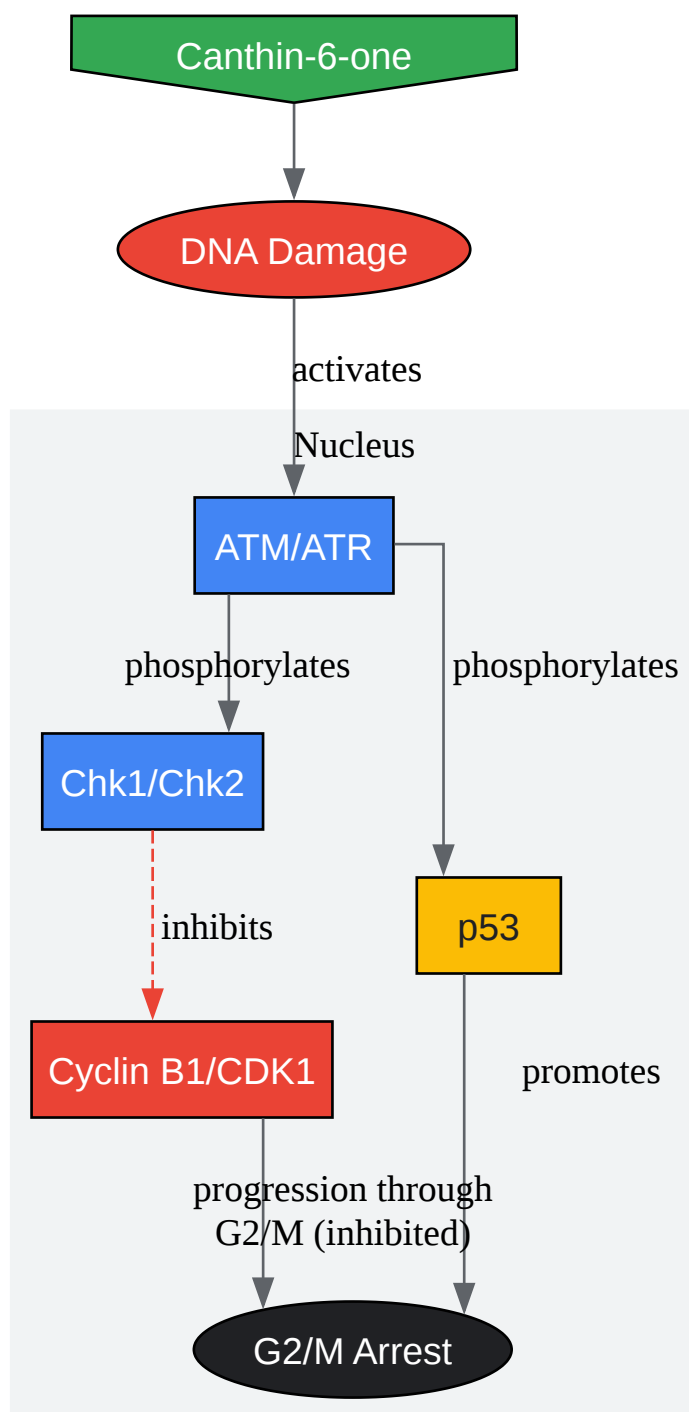 Canthin-6-one
DNA Damage
activates
Nucleus
ATM/ATR
phosphorylates
phosphorylates
Chk1/Chk2
p53
inhibits
Cyclin B1/CDK1
promotes
progression through
G2/M (inhibited)
G2/M Arrest